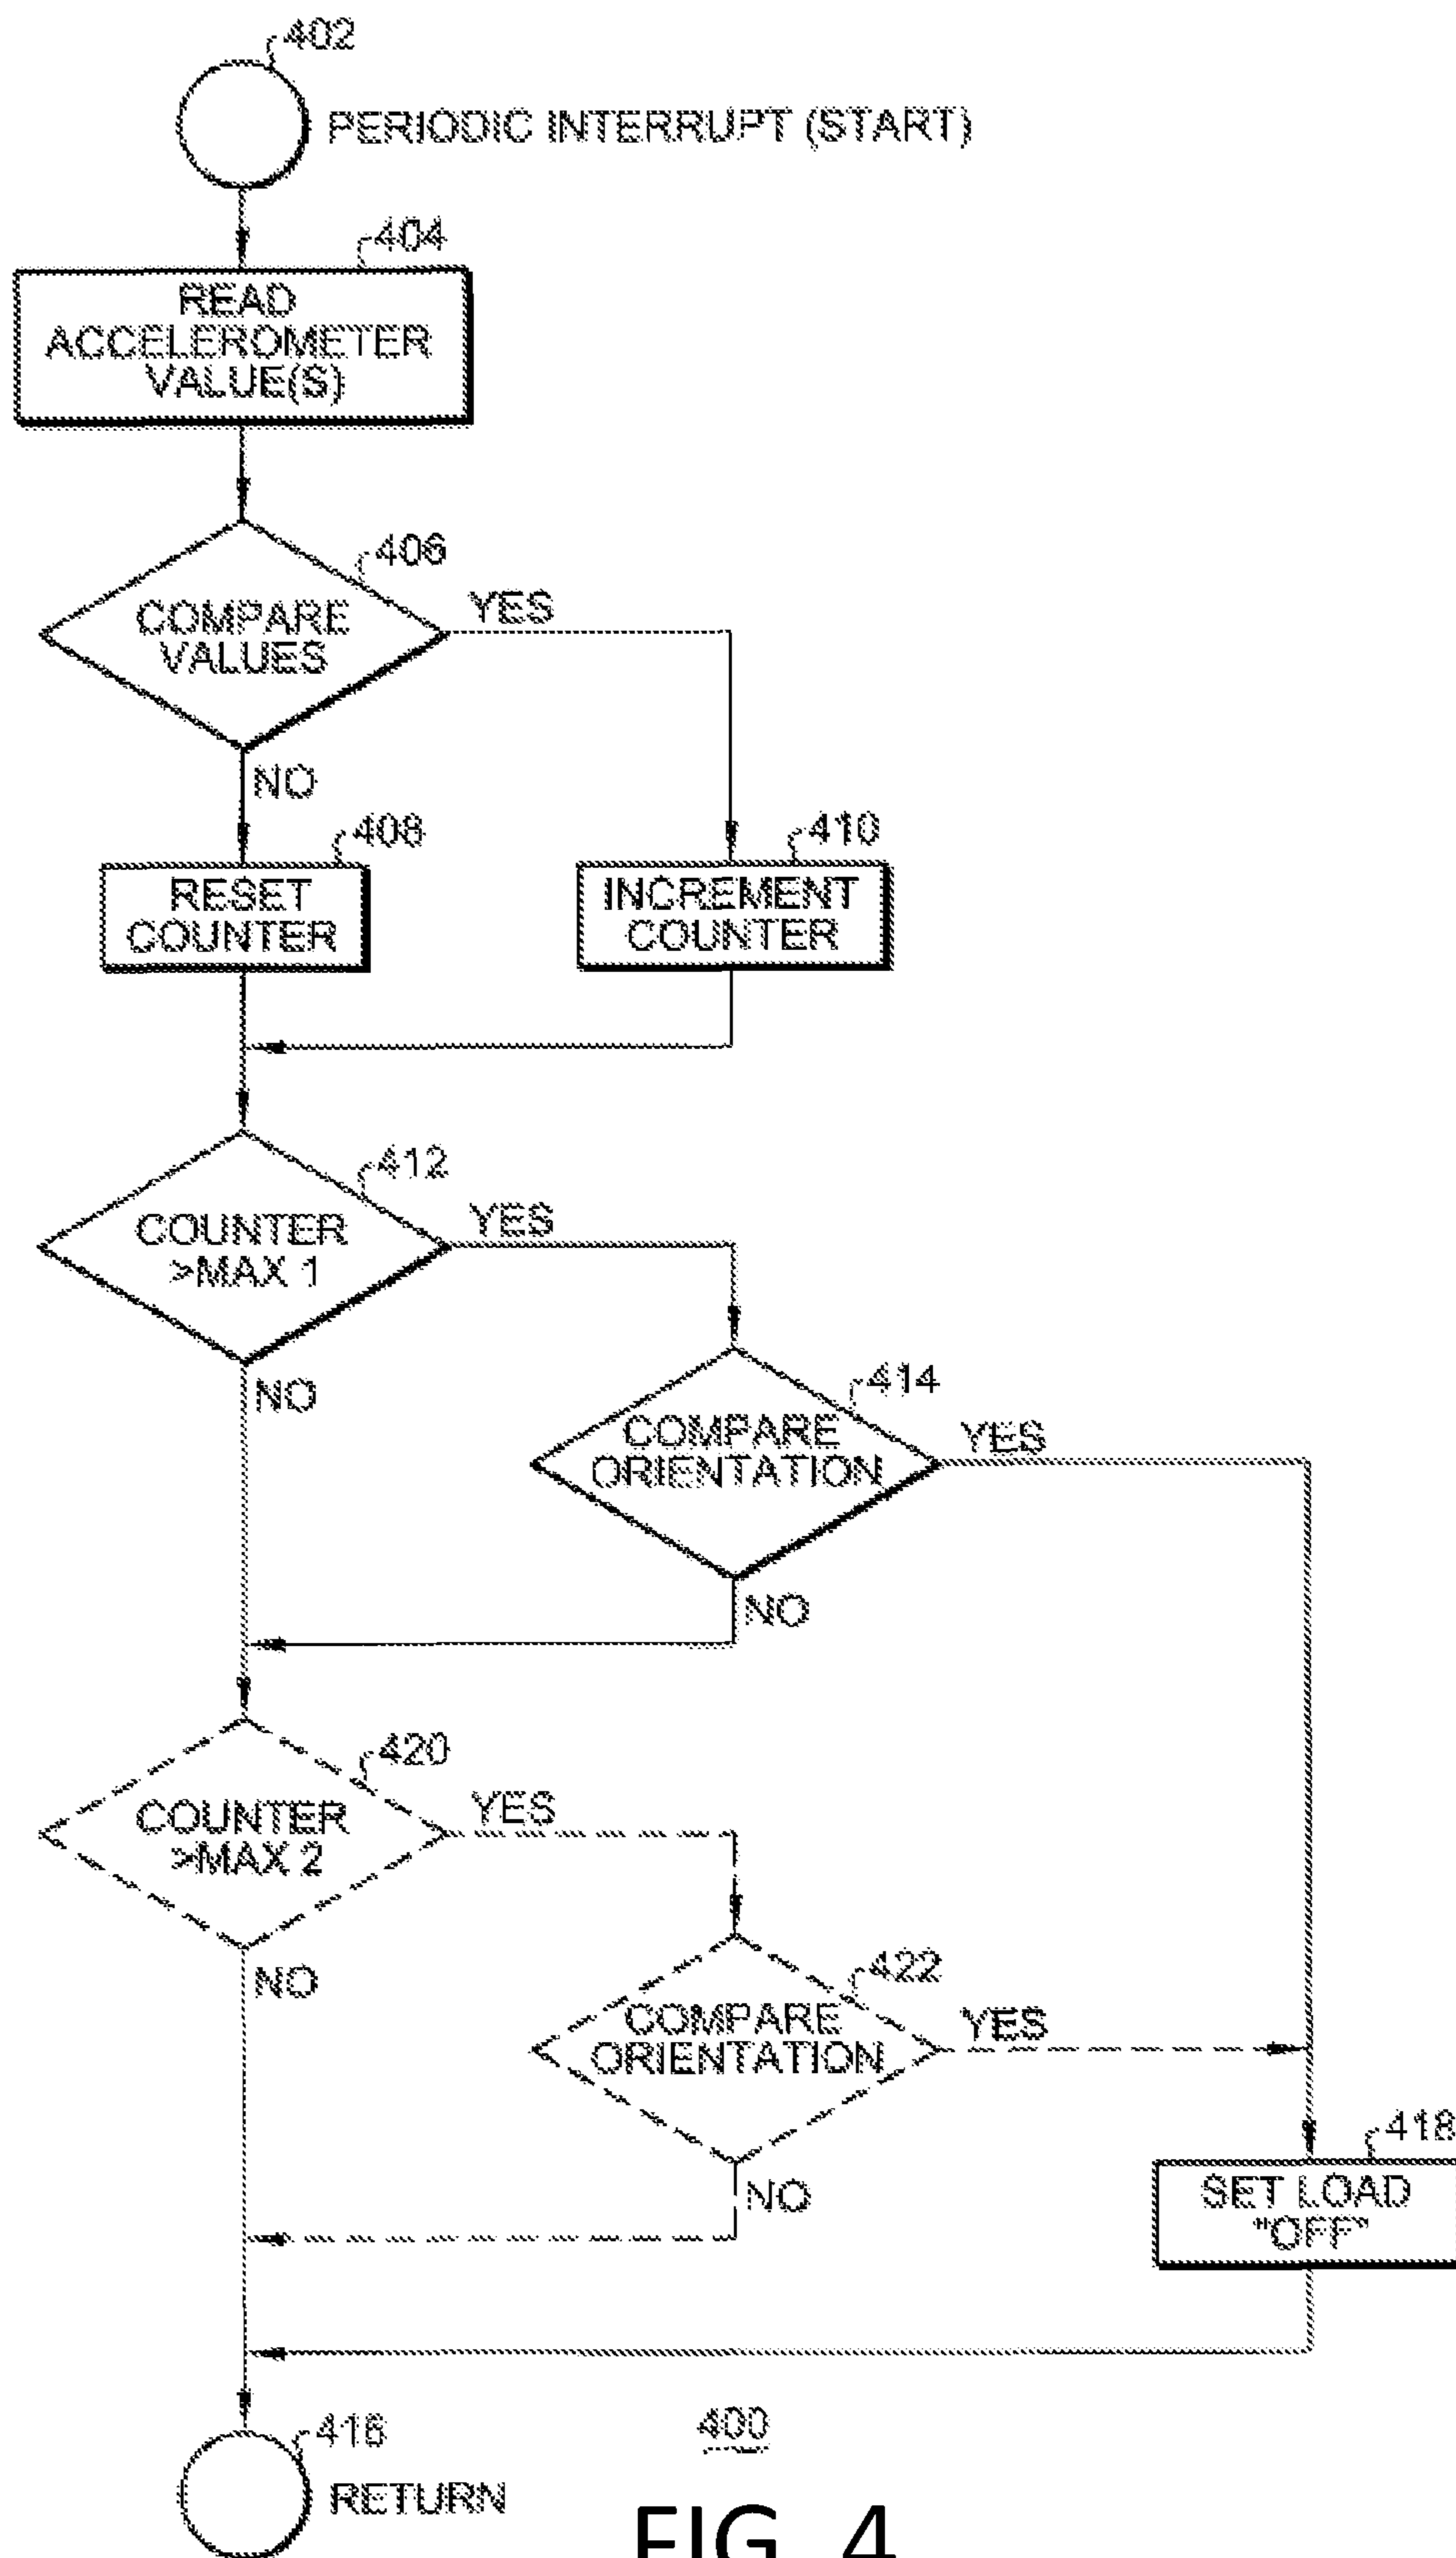 402
PERIODIC INTERRUPT (START)
404
READ
ACCELEROMETER
VALUE(S)
406
COMPARE
VALUES
YES
NO
408
RESET
COUNTER
410
INCREMENT
COUNTER
412
COUNTER
>MAX 1
YES
NO
414
COMPARE
ORIENTATION
YES
NO
420
COUNTER
>MAX 2
YES
NO
422
COMPARE
ORIENTATION
YES
NO
418
SET LOAD
"OFF"
416
RETURN
400
FIG. 4